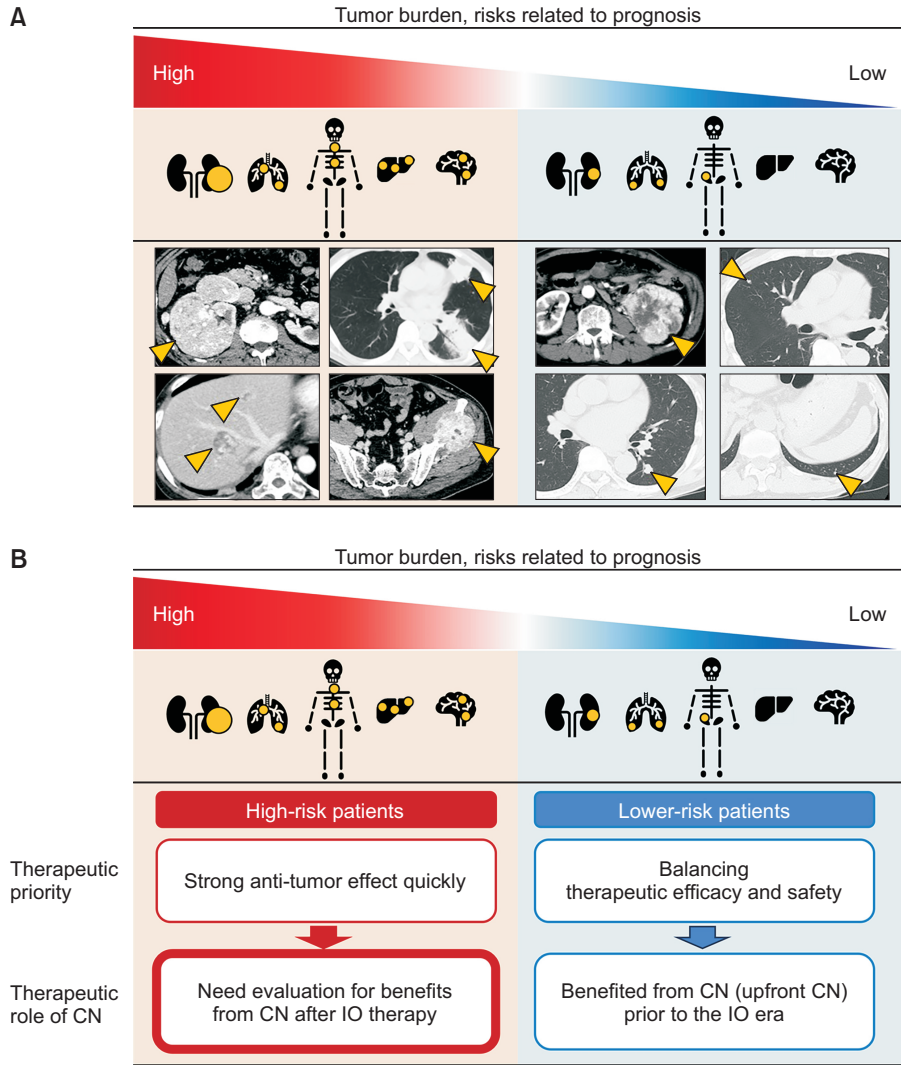 A
Tumor burden, risks related to prognosis
High
Low
B
Tumor burden, risks related to prognosis
High
Low
High-risk patients
Lower-risk patients
Therapeutic
priority
Strong anti-tumor effect quickly
Balancing
therapeutic efficacy and safety
Therapeutic
role of CN
Need evaluation for benefits
from CN after IO therapy
Benefited from CN (upfront CN)
prior to the IO era